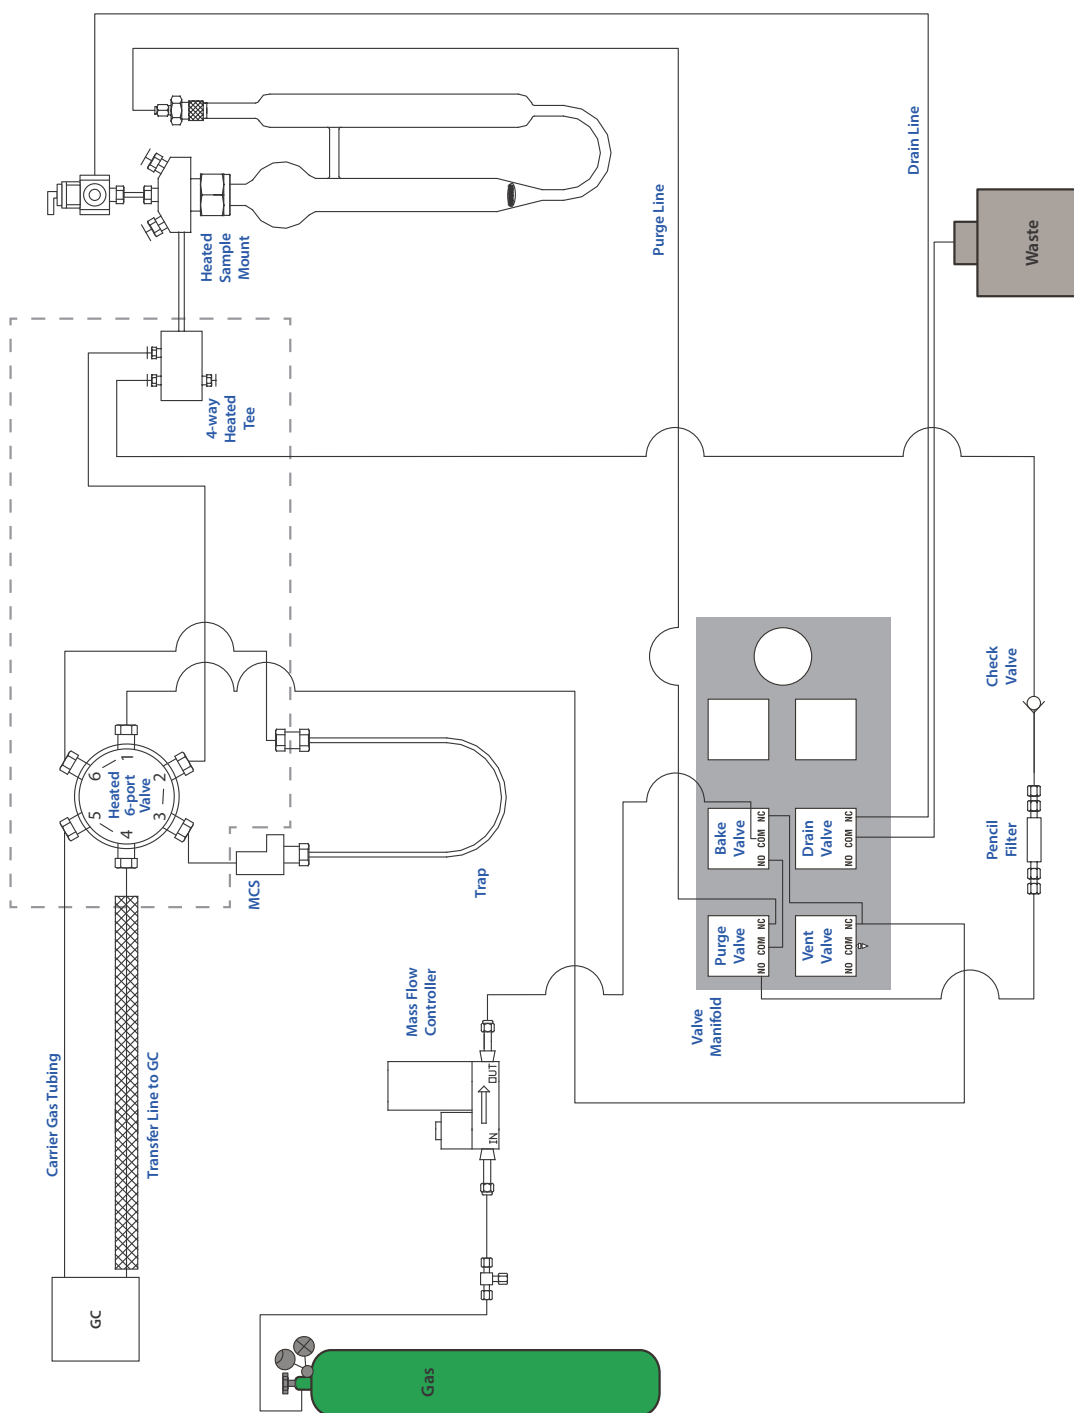 Drain Line
Purge Line
Waste
Heated
Sample
Mount
4-way
Heated
Tee
Check
Valve
Pencil
Filter
1
2
3
4
5
6
Heated
6-port
Valve
MCS
Trap
Bake
Valve
NO COM NC
Drain
Valve
NO COM NC
Purge
Valve
NO COM NC
Vent
Valve
NO COM NC
Valve
Manifold
Mass Flow
Controller
IN
OUT
Carrier Gas Tubing
Transfer Line to GC
GC
Gas